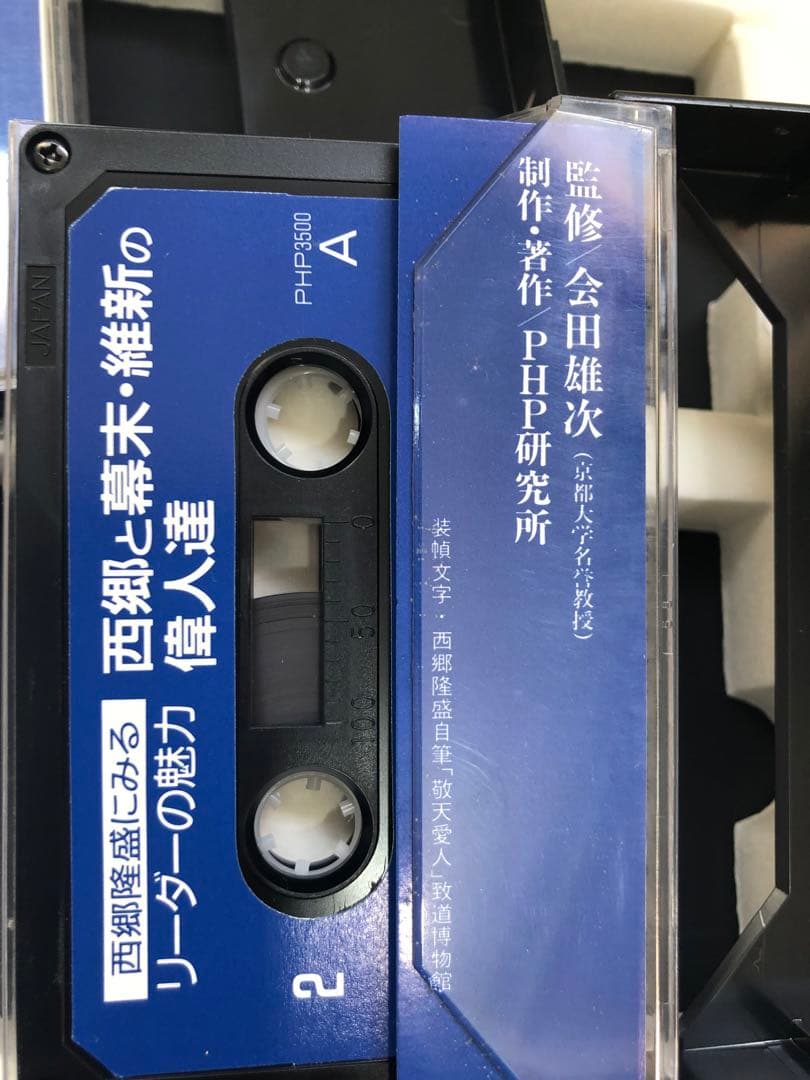 西郷隆盛にみる
リーダーの魅力
西郷と幕末・維新の
偉人達
2
PHP3500
A
JAPAN
0
50
100
監修/会田雄次(京都大学名誉教授)
制作・著作/PHP研究所
装幀文字・西郷隆盛自筆「敬天愛人」致道博物館